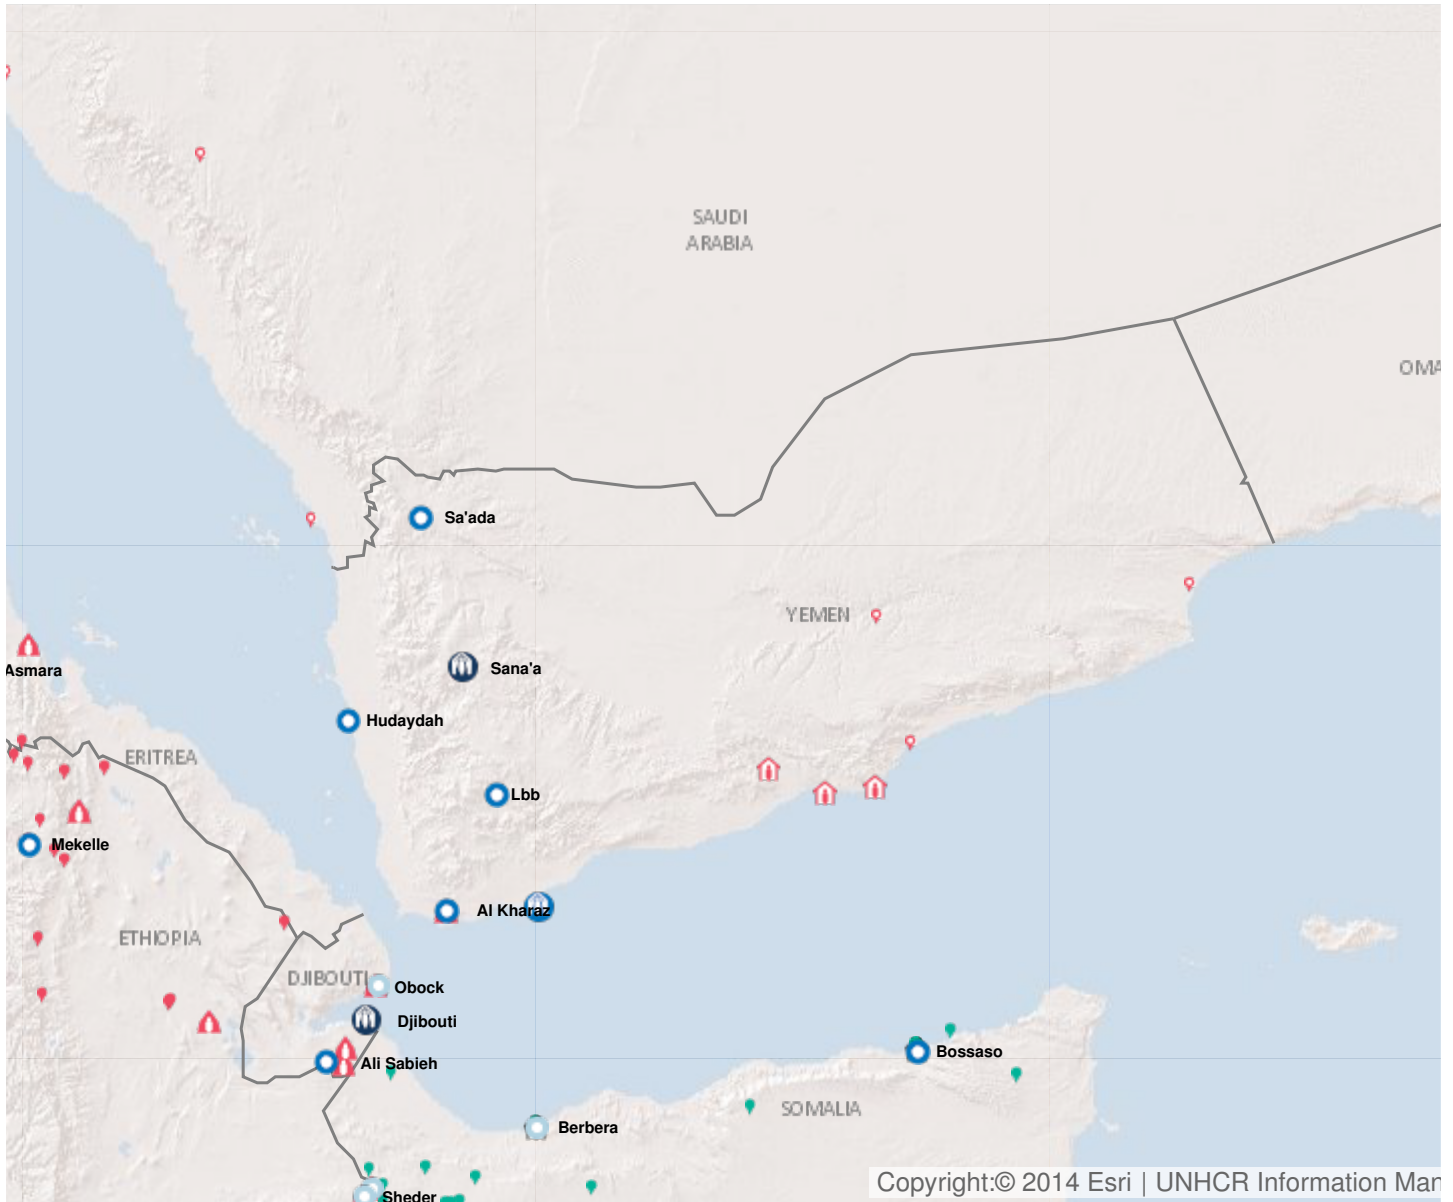 SAUDI
ARABIA
OMA
Sa'ada
YEMEN
Asmara
Sana'a
Hudaydah
ERITREA
Lbb
Mekelle
Al Kharaz
ETHIOPIA
DJIBOUTI
Obock
Djibouti
Bossaso
Ali Sabieh
SOMALIA
Berbera
Copyright:© 2014 Esri | UNHCR Information Man
Sheder